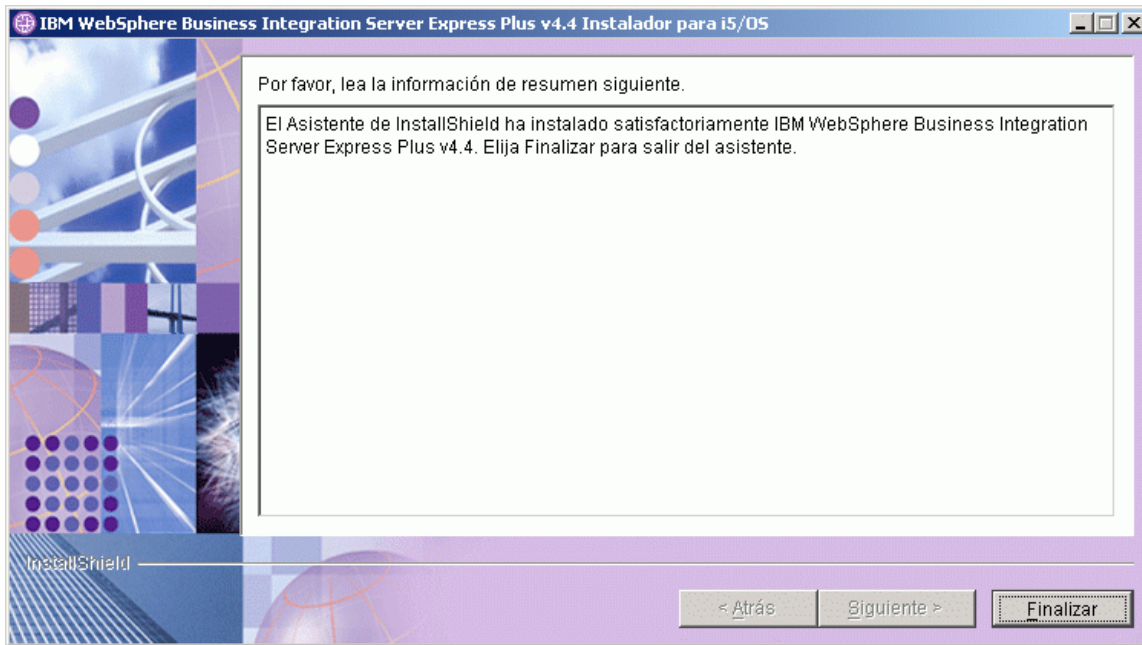 IBM WebSphere Business Integration Server Express Plus v4.4 Instalador para i5/OS
Por favor, lea la información de resumen siguiente.
El Asistente de InstallShield ha instalado satisfactoriamente IBM WebSphere Business Integration
Server Express Plus v4.4. Elija Finalizar para salir del asistente.
InstallShield
< Atrás
Siguiente >
Finalizar